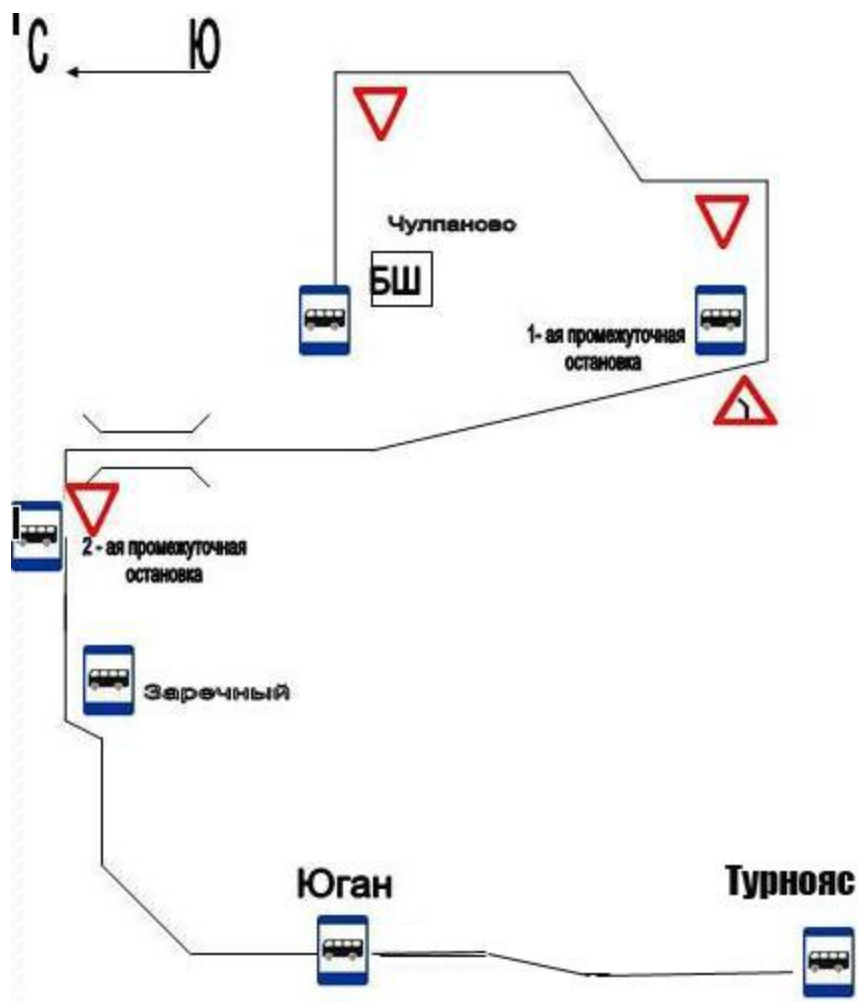 С Ю
Чулпаново
БШ
1- ая промежуточная
остановка
2 - ая промежуточная
остановка
Заречный
Юган
Турнояс